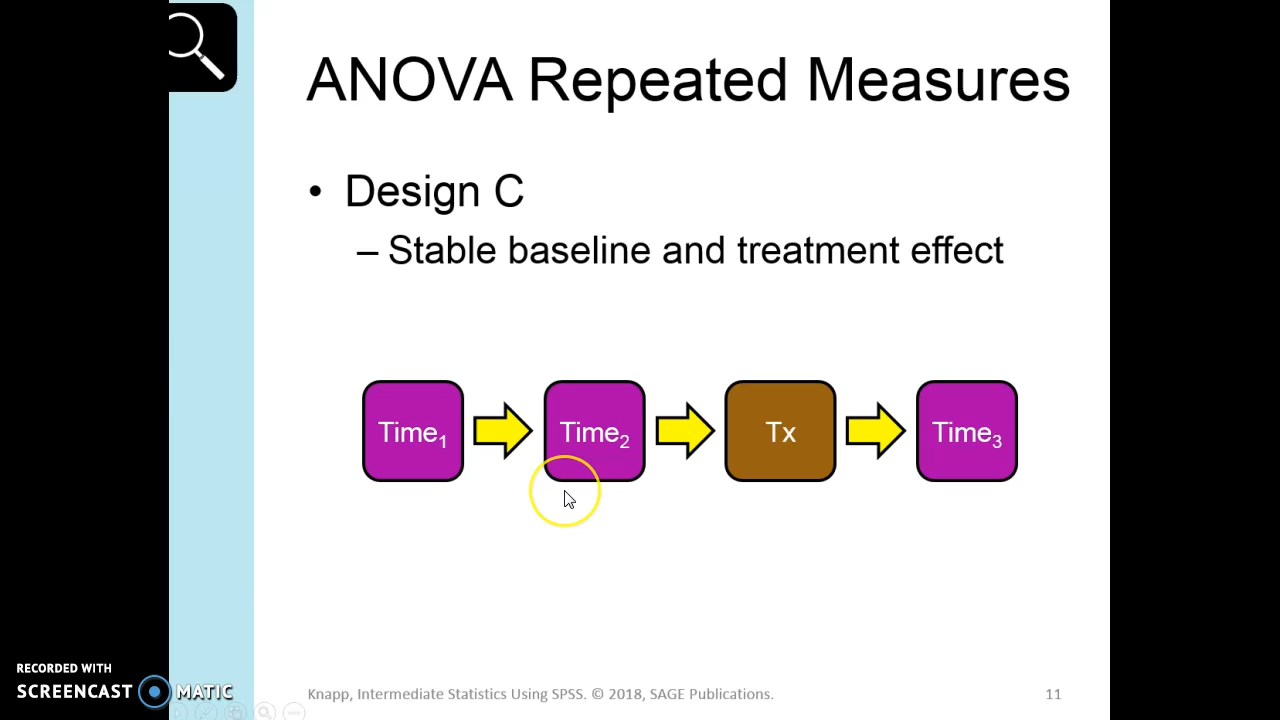 ANOVA Repeated Measures
• Design C
– Stable baseline and treatment effect
Time₁
Time₂
Tx
Time₃
RECORDED WITH
SCREENCAST MATIC
Knapp, Intermediate Statistics Using SPSS. © 2018, SAGE Publications.
11